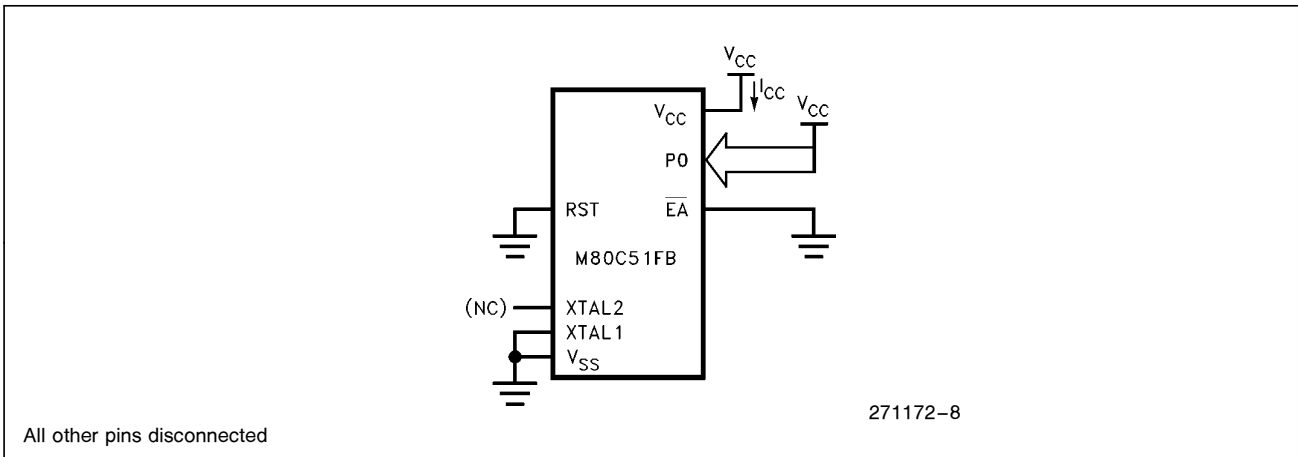 VCC
ICC
VCC
VCC
P0
RST
EA
M80C51FB
(NC)
XTAL2
XTAL1
VSS
271172–8
All other pins disconnected